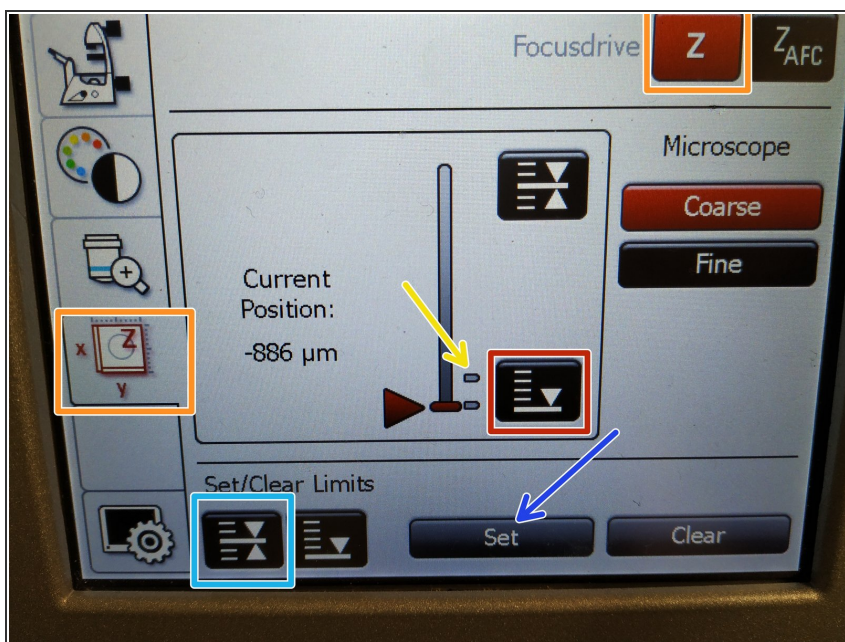 Focusdrive Z ZAFC
Microscope
Coarse
Fine
Current
Position:
-886 µm
x Z
y
Set/Clear Limits
Set Clear